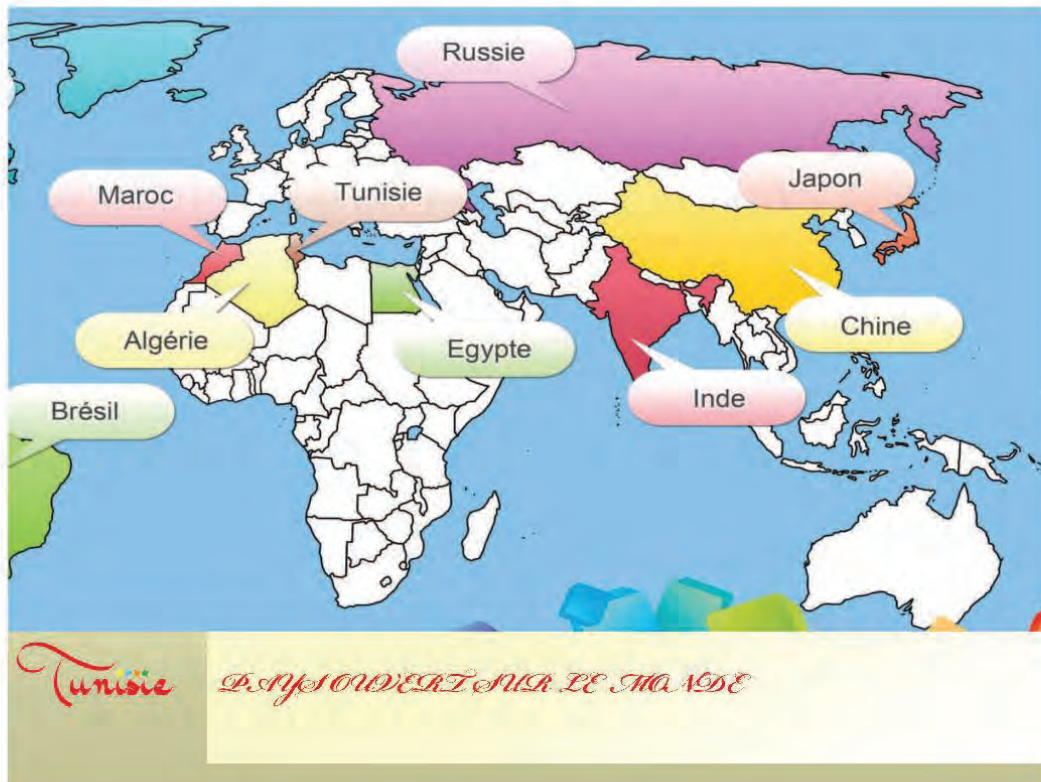 Russie
Maroc
Tunisie
Japon
Algérie
Egypte
Chine
Inde
Brésil
Tunisie
PAYS OUVERT SUR LE MONDE